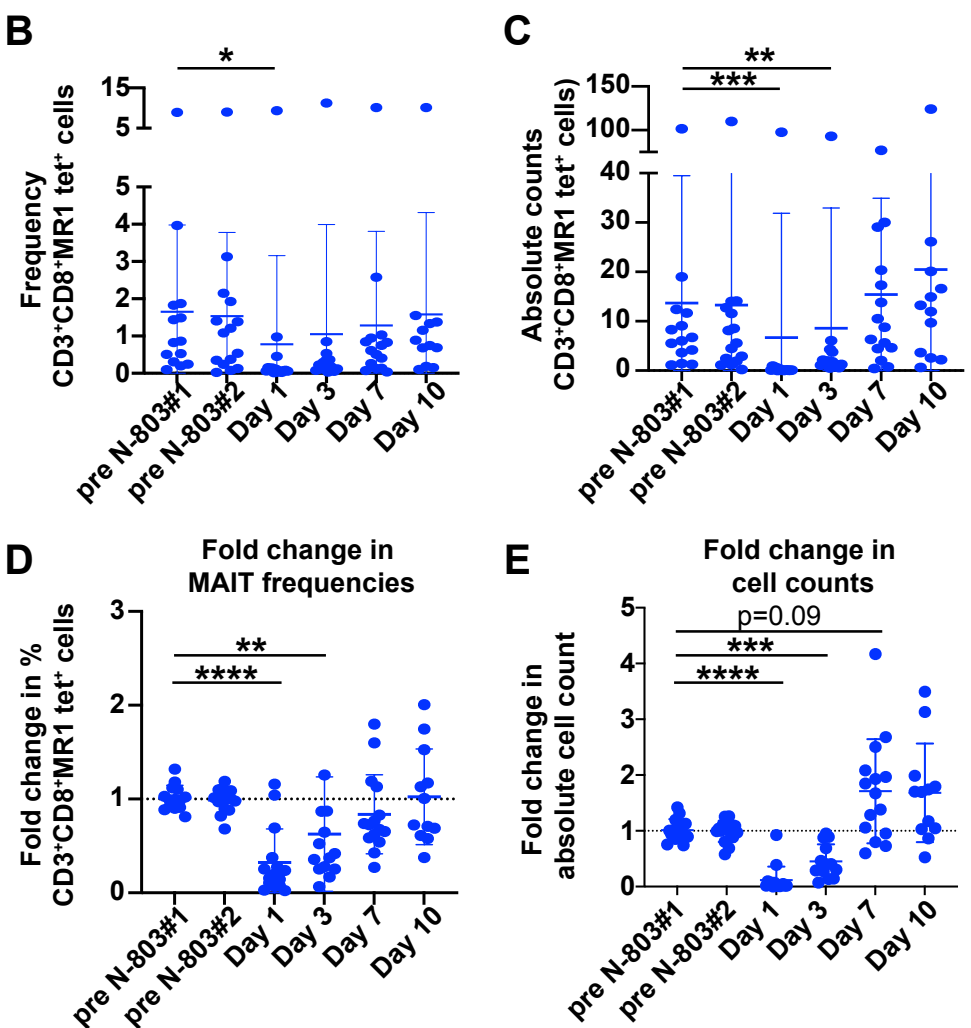 B
Frequency
CD3⁺CD8⁺MR1 tet⁺ cells
*
15
5
5
4
3
2
1
0
pre N-803#1
pre N-803#2
Day 1
Day 3
Day 7
Day 10
C
Absolute counts
CD3⁺CD8⁺MR1 tet⁺ cells)
**
***
150
100
40
30
20
10
0
pre N-803#1
pre N-803#2
Day 1
Day 3
Day 7
Day 10
D
Fold change in
MAIT frequencies
Fold change in %
CD3⁺CD8⁺MR1 tet⁺ cells
**
****
3
2
1
0
pre N-803#1
pre N-803#2
Day 1
Day 3
Day 7
Day 10
E
Fold change in
cell counts
Fold change in
absolute cell count
p=0.09
***
****
5
4
3
2
1
0
pre N-803#1
pre N-803#2
Day 1
Day 3
Day 7
Day 10